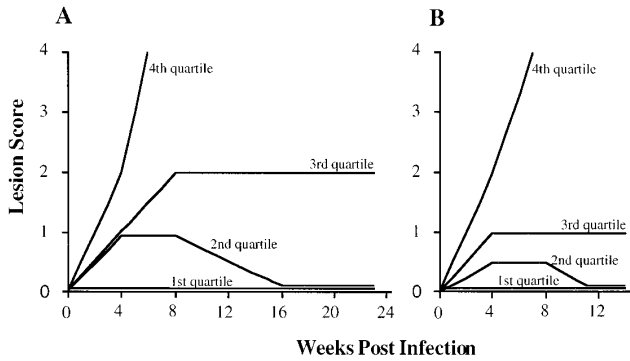 A
B
Lesion Score
4
3
2
1
0
4th quartile
3rd quartile
2nd quartile
1st quartile
0 4 8 12 16 20 24
4
3
2
1
0
4th quartile
3rd quartile
2nd quartile
1st quartile
0 4 8 12
Weeks Post Infection